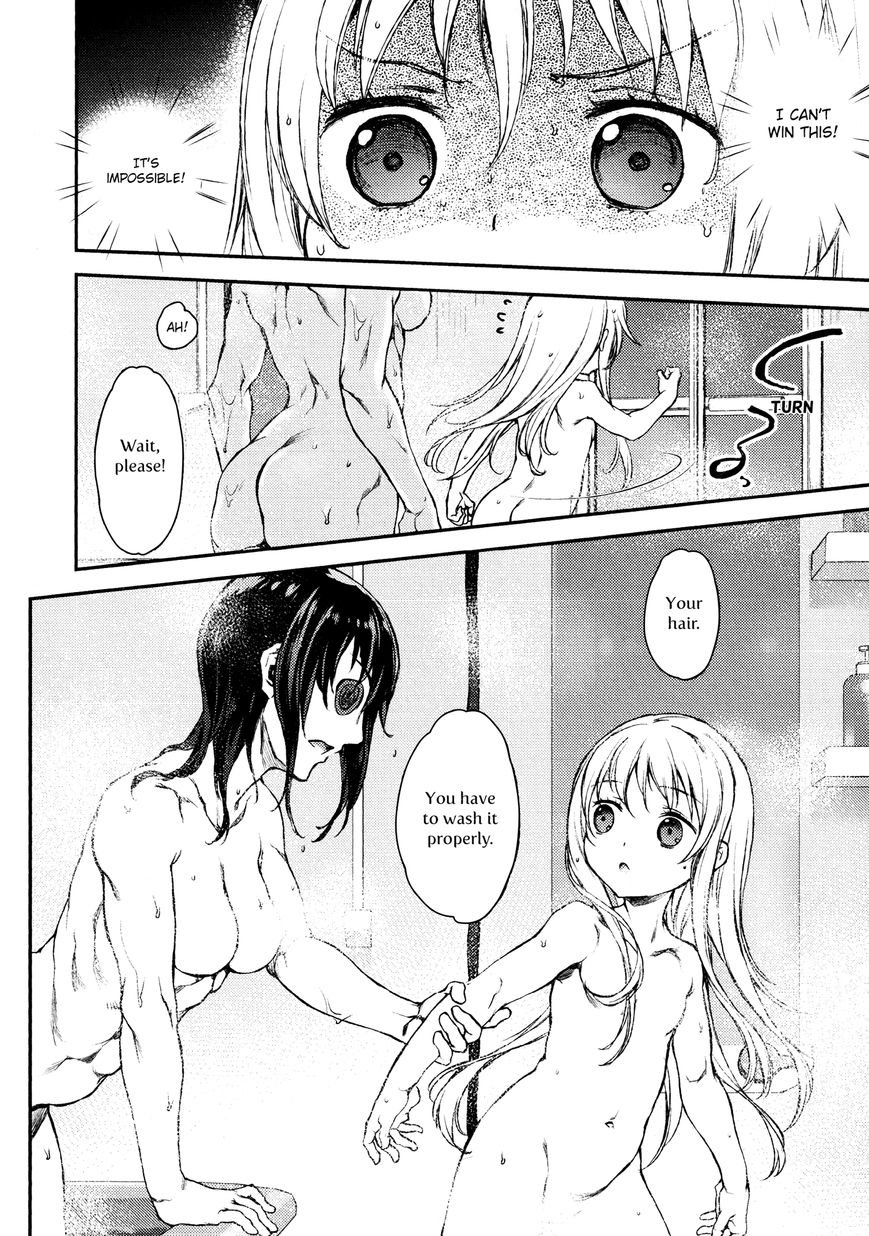 I CAN'T
WIN THIS!
IT'S
IMPOSSIBLE!
TURN
AH!
Wait,
please!
Your
hair.
You have
to wash it
properly.